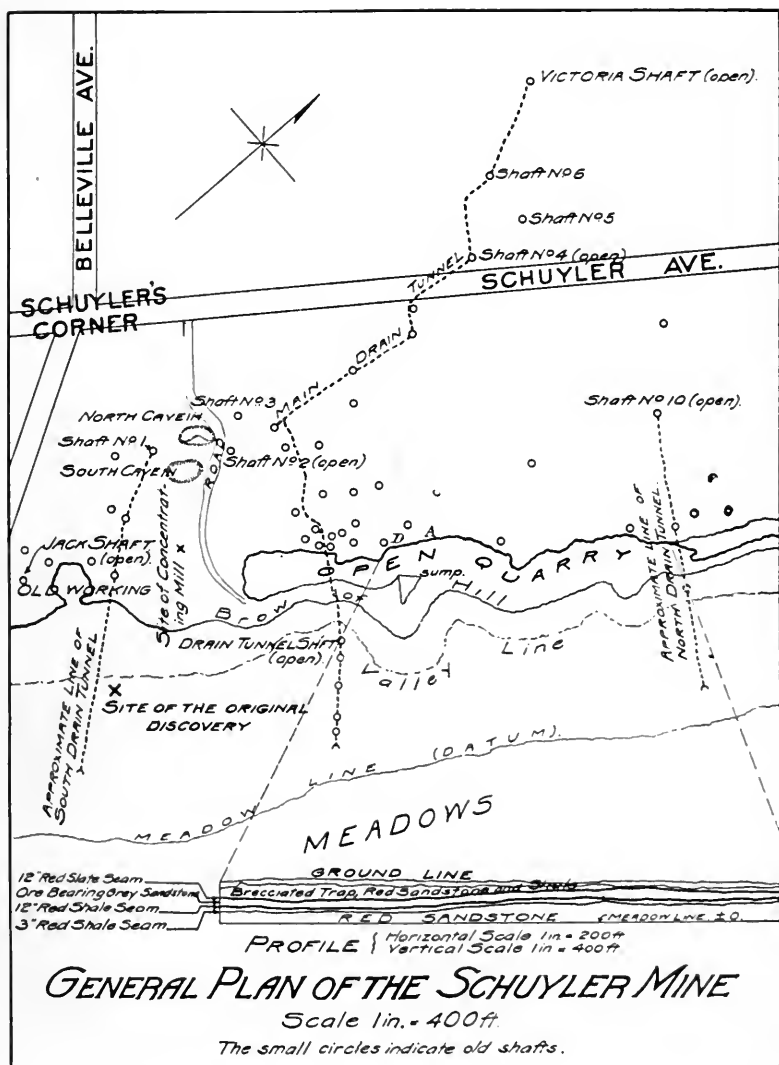 VICTORIA SHAFT (open).
BELLEVILLE AVE.
Shaft No 6
Shaft No 5
Shaft No 4 (open)
TUNNEL
SCHUYLER AVE.
SCHUYLER'S
CORNER
DRAIN
MAIN
Shaft No 3
NORTH CAVEIN
Shaft No 1
Shaft No 2 (open)
SOUTH CAVEIN
ROAD
Shaft No 10 (open).
Site of Concentrat-
ing Mill x
JACK SHAFT
(open).
OLD WORKING
D A
OPEN QUARRY
sump.
Brow
Hill
DRAIN TUNNEL SHFT
(open)
Line
APPROXIMATE LINE OF
NORTH DRAIN TUNNEL
APPROXIMATE LINE OF
SOUTH DRAIN TUNNEL
X
SITE OF THE ORIGINAL
DISCOVERY
MEADOW LINE (DATUM).
MEADOWS
12" Red Slate Seam
GROUND LINE
Ore Bearing Grey Sandstone
Brecciated Trap, Red Sandstone and Shale
12" Red Shale Seam
3" Red Shale Seam
RED SANDSTONE
MEADOW LINE ± 0.
PROFILE { Horizontal Scale 1in. = 200ft
Vertical Scale 1in. = 400ft.
GENERAL PLAN OF THE SCHUYLER MINE
Scale 1in. = 400ft.
The small circles indicate old shafts.